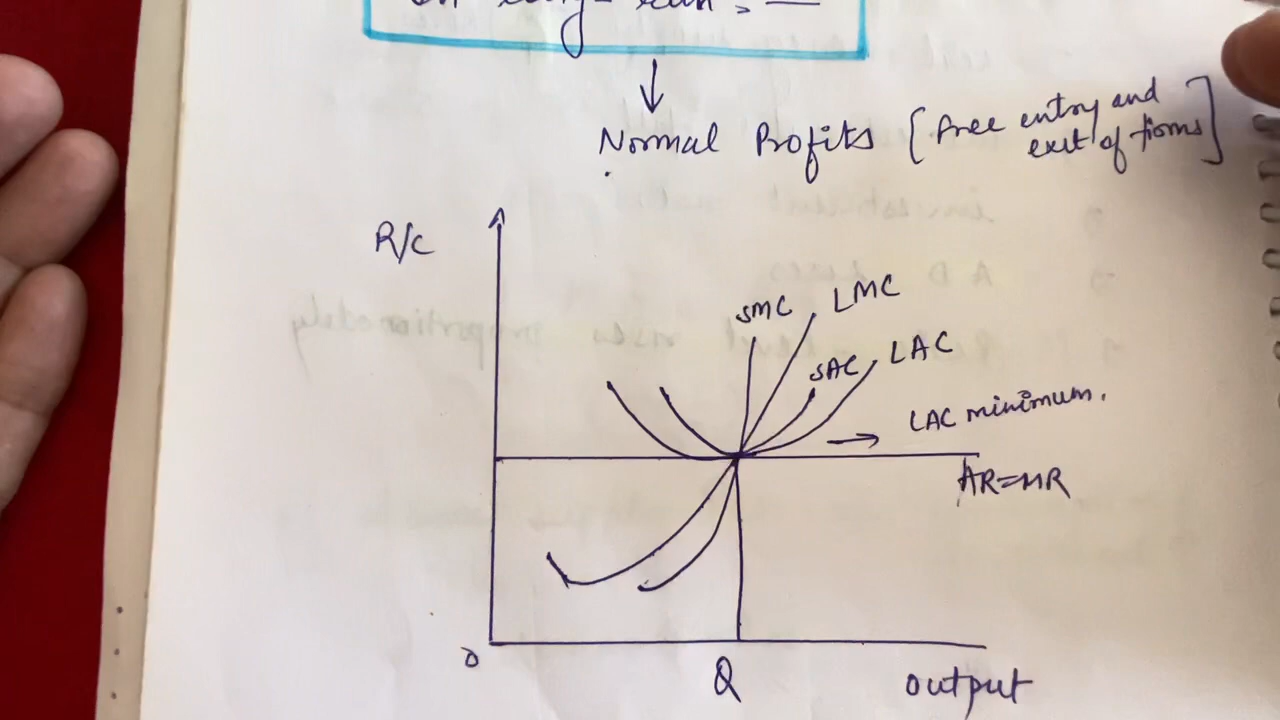 Normal Profits [free entry and
exit of firms]
R/C
SMC
LMC
SAC
LAC
LAC minimum.
AR=MR
0
Q
output